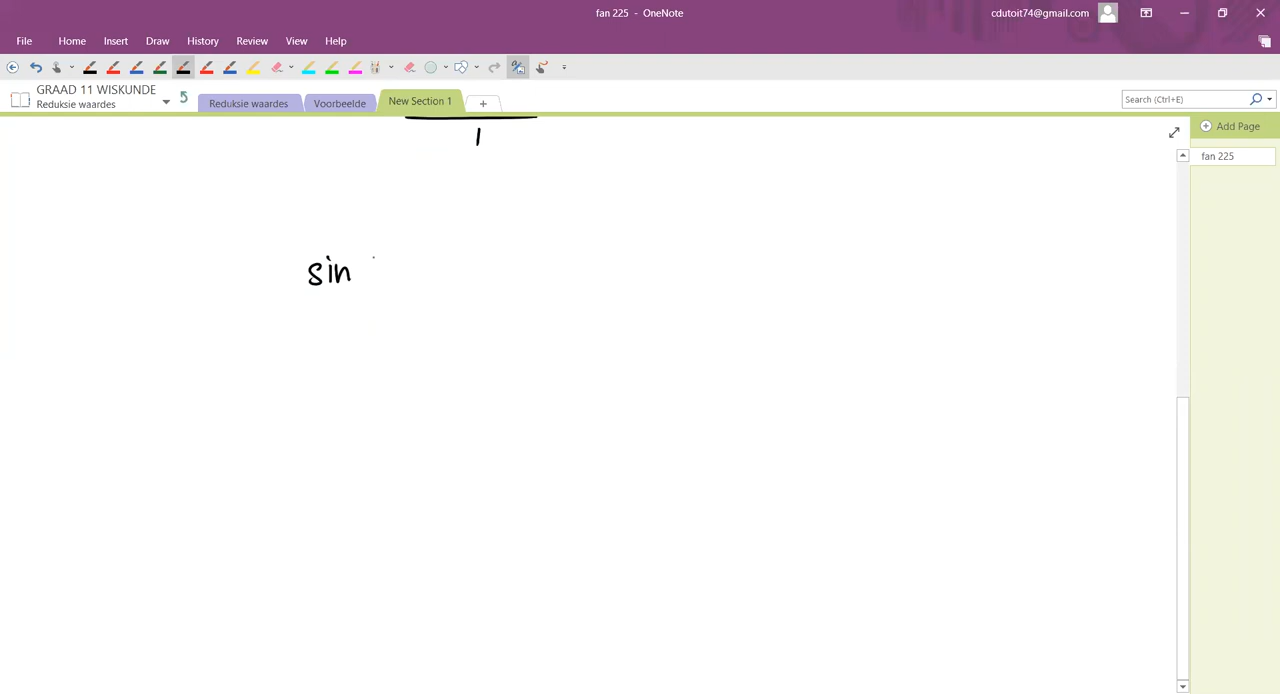 fan 225 - OneNote
cdutoit74@gmail.com
File Home Insert Draw History Review View Help
GRAAD 11 WISKUNDE
Reduksie waardes
Reduksie waardes
Voorbeelde
New Section 1
+
Search (Ctrl+E)
Add Page
fan 225
1
sin